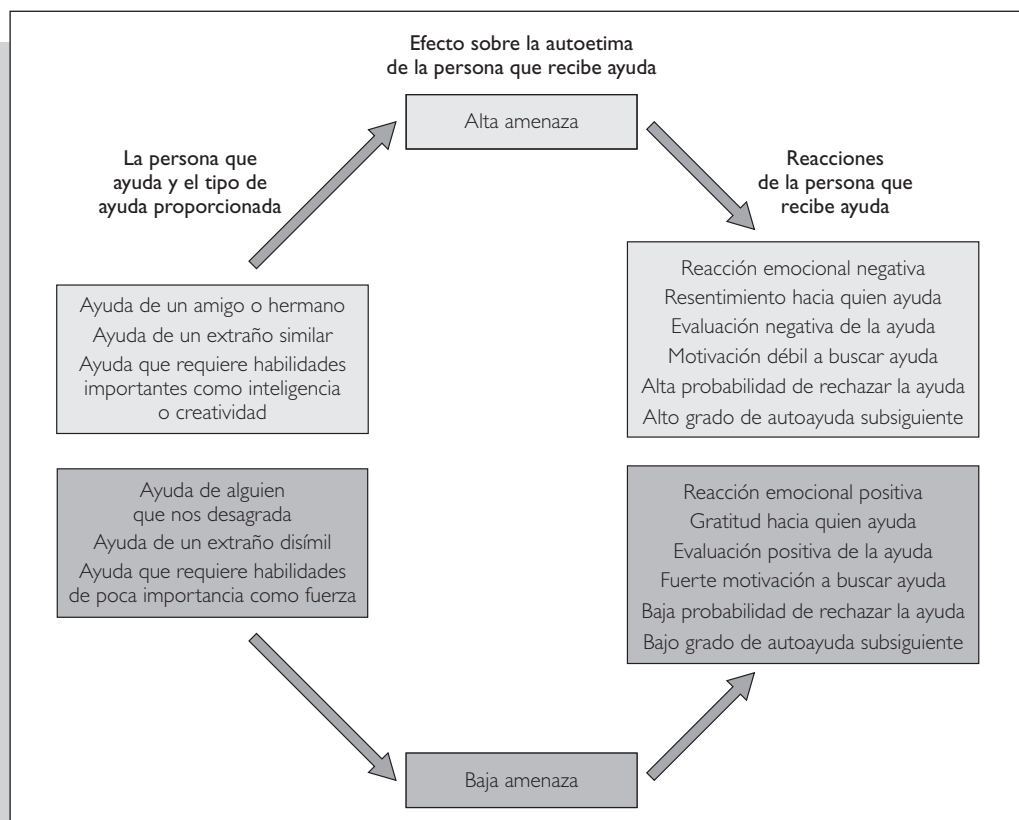 Efecto sobre la autoetima
de la persona que recibe ayuda
Alta amenaza
La persona que
ayuda y el tipo de
ayuda proporcionada
Reacciones
de la persona que
recibe ayuda
Ayuda de un amigo o hermano
Ayuda de un extraño similar
Ayuda que requiere habilidades
importantes como inteligencia
o creatividad
Reacción emocional negativa
Resentimiento hacia quien ayuda
Evaluación negativa de la ayuda
Motivación débil a buscar ayuda
Alta probabilidad de rechazar la ayuda
Alto grado de autoayuda subsiguiente
Ayuda de alguien
que nos desagrada
Ayuda de un extraño disímil
Ayuda que requiere habilidades
de poca importancia como fuerza
Reacción emocional positiva
Gratitud hacia quien ayuda
Evaluación positiva de la ayuda
Fuerte motivación a buscar ayuda
Baja probabilidad de rechazar la ayuda
Bajo grado de autoayuda subsiguiente
Baja amenaza